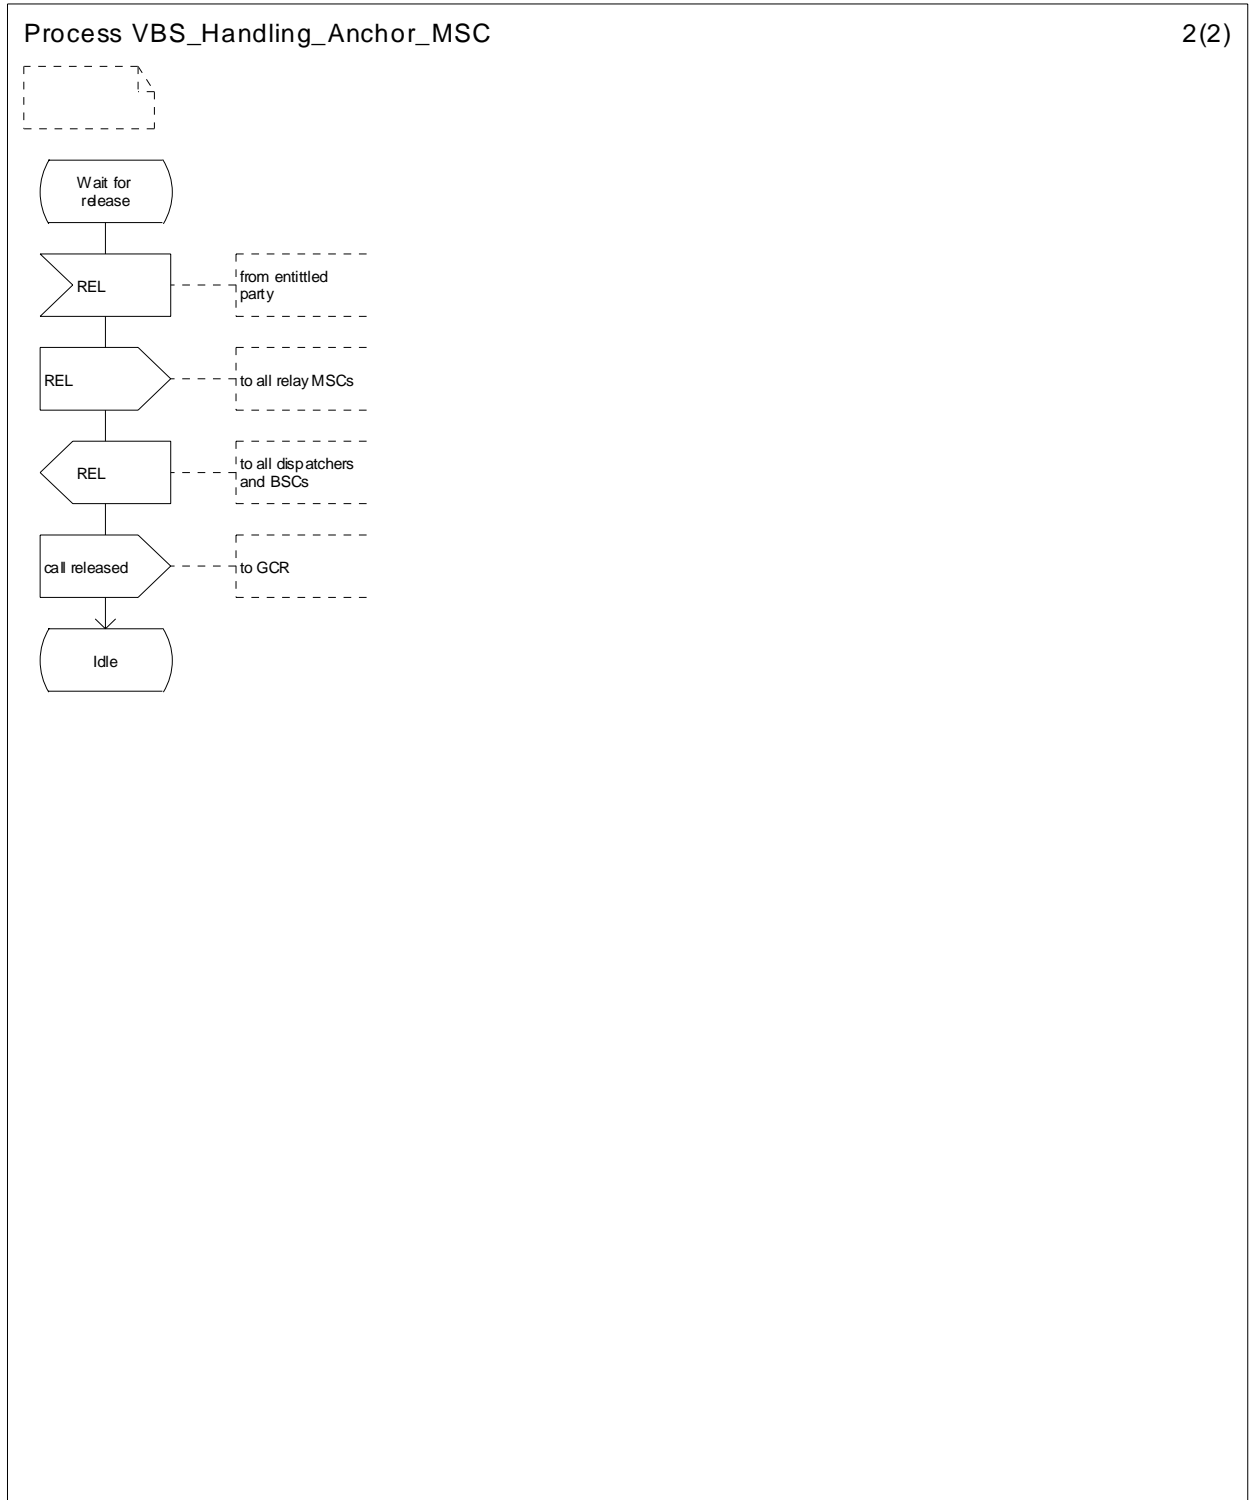 Process VBS_Handling_Anchor_MSC
2(2)
Wait for
release
REL
from entittled
party
REL
to all relay MSCs
REL
to all dispatchers
and BSCs
call released
to GCR
Idle